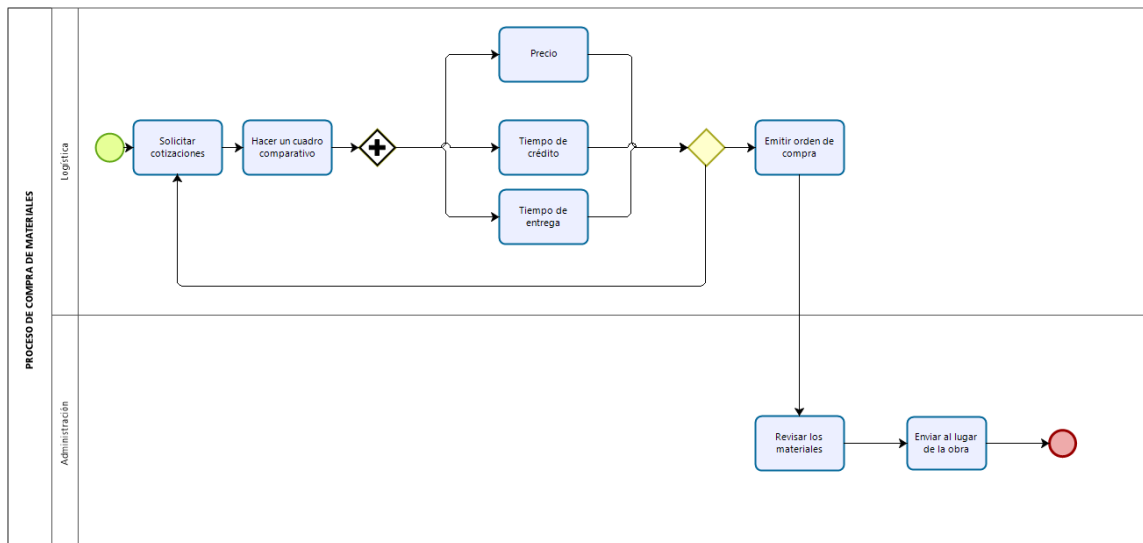 PROCESO DE COMPRA DE MATERIALES
Logística
Solicitar
cotizaciones
Hacer un cuadro
comparativo
Precio
Tiempo de
crédito
Tiempo de
entrega
Emitir orden de
compra
Administración
Revisar los
materiales
Enviar al lugar
de la obra